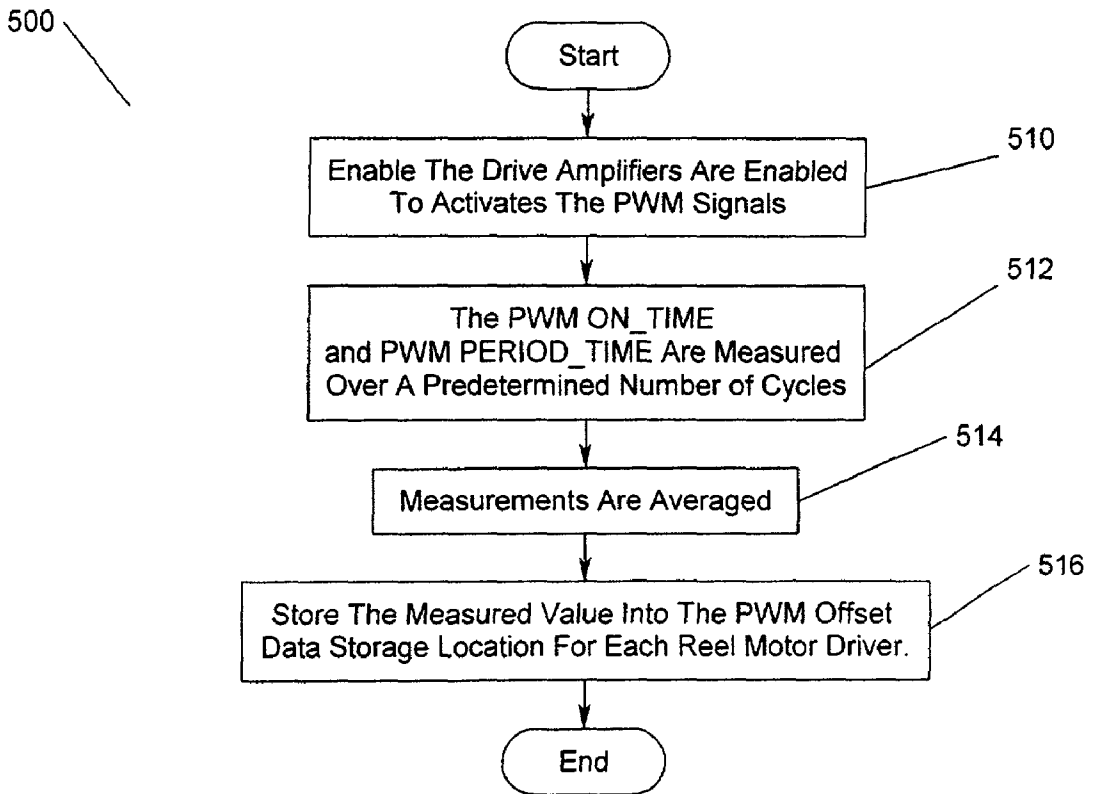 500
Start
Enable The Drive Amplifiers Are Enabled
To Activates The PWM Signals
510
The PWM ON_TIME
and PWM PERIOD_TIME Are Measured
Over A Predetermined Number of Cycles
512
Measurements Are Averaged
514
Store The Measured Value Into The PWM Offset
Data Storage Location For Each Reel Motor Driver.
516
End